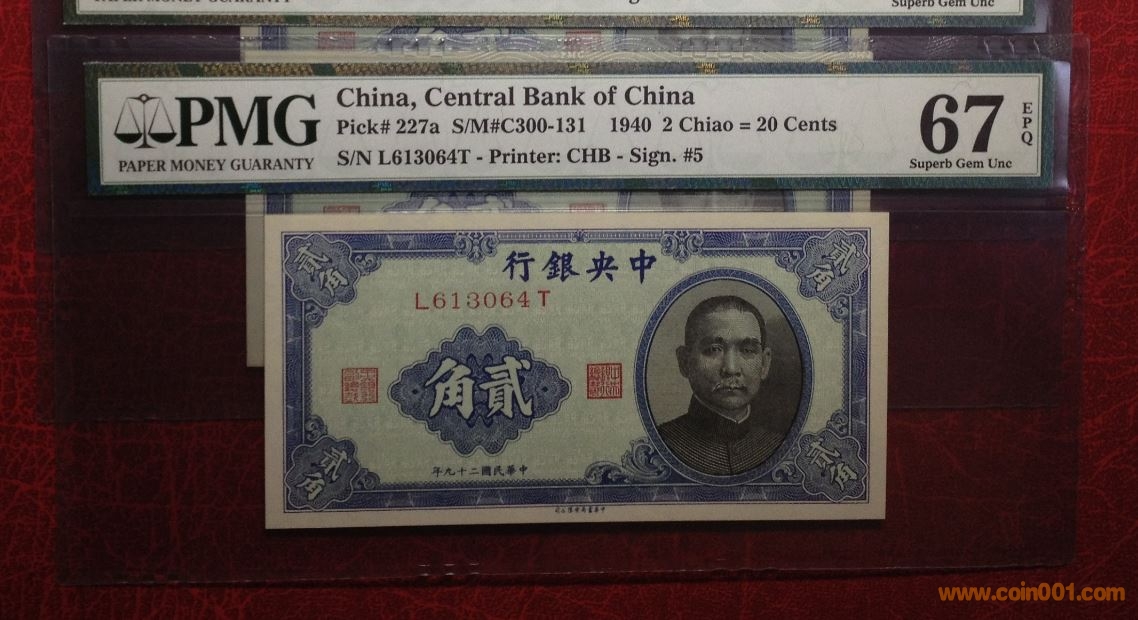 PAPER MONEY GUARANTY
Superb Gem Unc
PMG
PAPER MONEY GUARANTY
China, Central Bank of China
Pick# 227a S/M#C300-131 1940 2 Chiao = 20 Cents
S/N L613064T - Printer: CHB - Sign. #5
67
EPQ
Superb Gem Unc
中央銀行
貳角
貳角
L613064T
貳角
中華民國二十九年
貳角
貳角
www.coin001.com